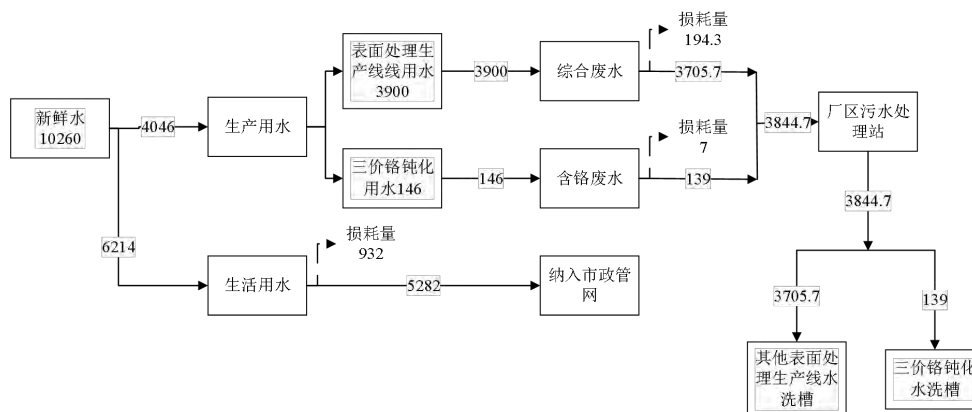 新鲜水
10260
4046
6214
生产用水
表面处理生
产线线用水
3900
三价铬钝化
用水146
3900
146
综合废水
含铬废水
损耗量
194.3
3705.7
损耗量
7
139
3844.7
厂区污水处
理站
3844.7
3705.7
139
其他表面处
理生产线水
洗槽
三价铬钝化
水洗槽
生活用水
损耗量
932
5282
纳入市政管
网